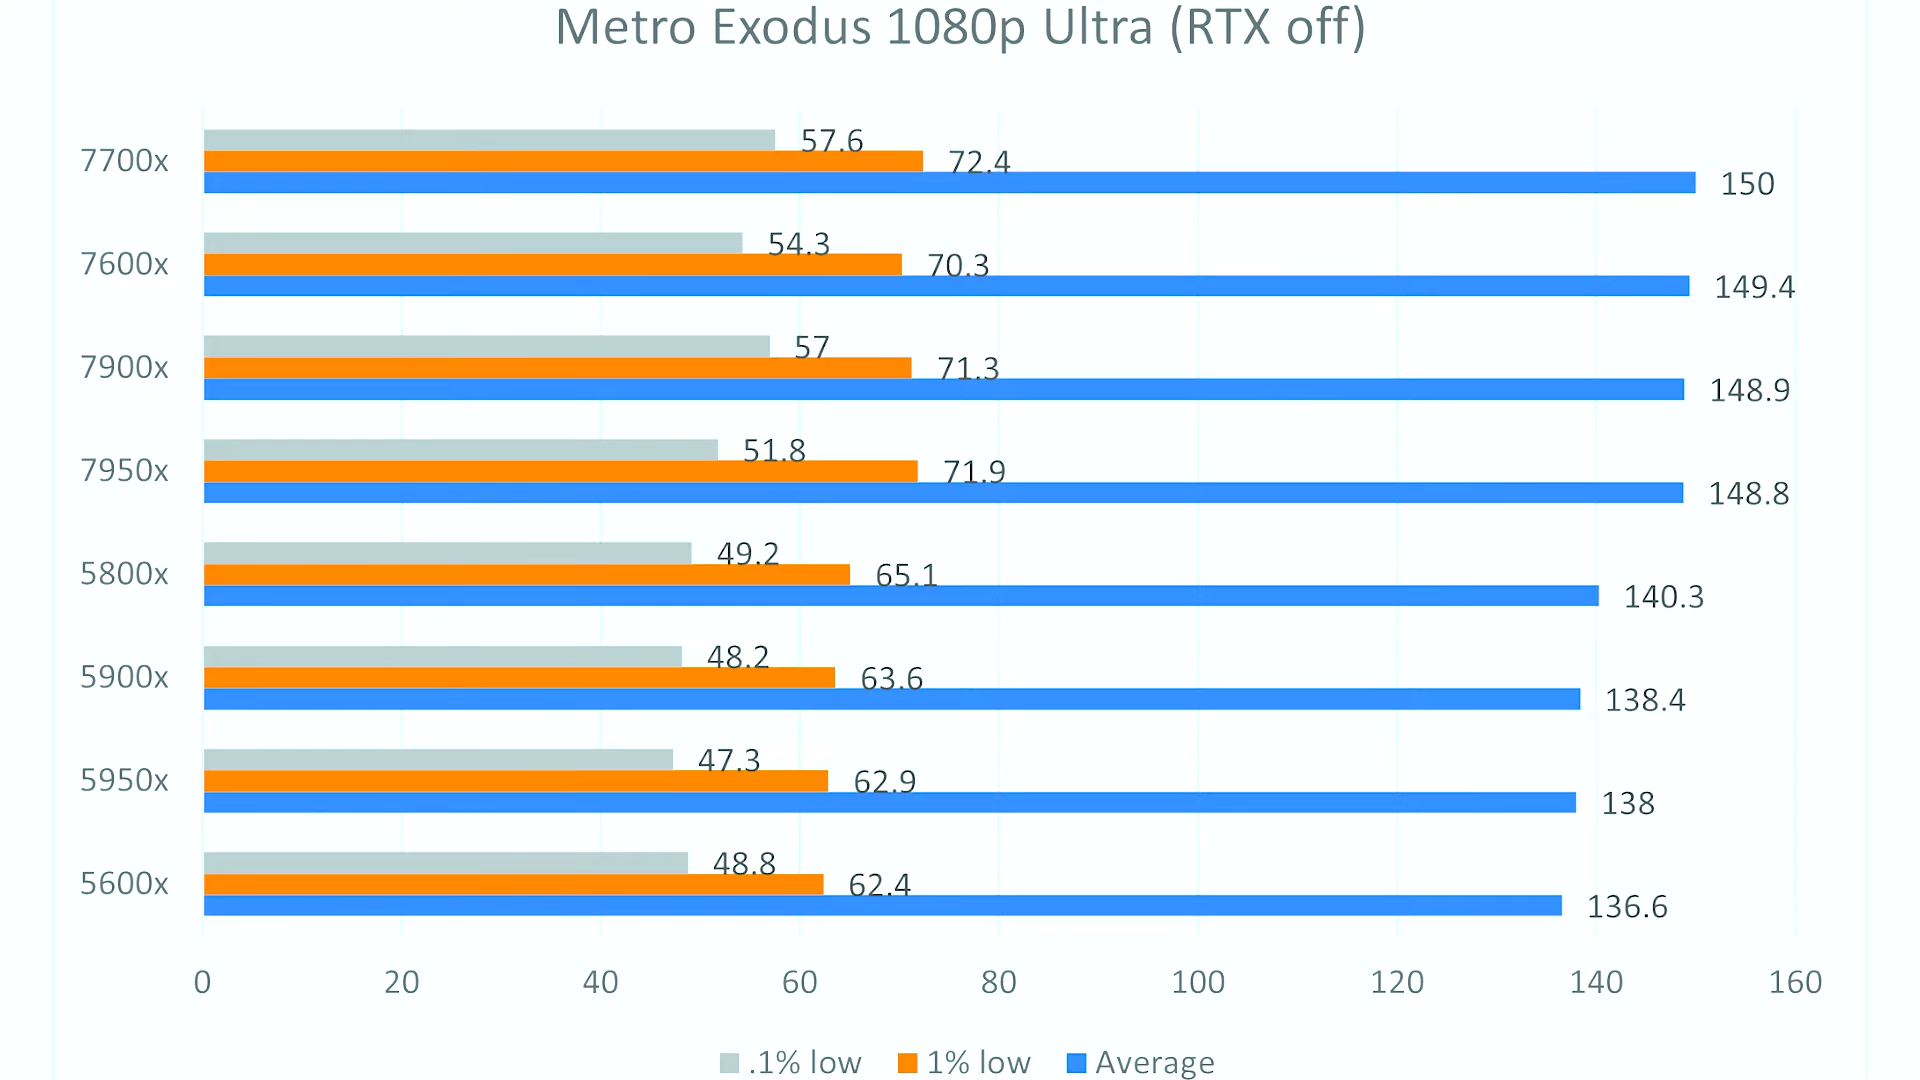 Metro Exodus 1080p Ultra (RTX off)
57.6
7700x
72.4
150
54.3
7600x
70.3
149.4
57
7900x
71.3
148.9
51.8
7950x
71.9
148.8
49.2
5800x
65.1
140.3
48.2
5900x
63.6
138.4
47.3
5950x
62.9
138
48.8
5600x
62.4
136.6
0 20 40 60 80 100 120 140 160
.1% low 1% low Average